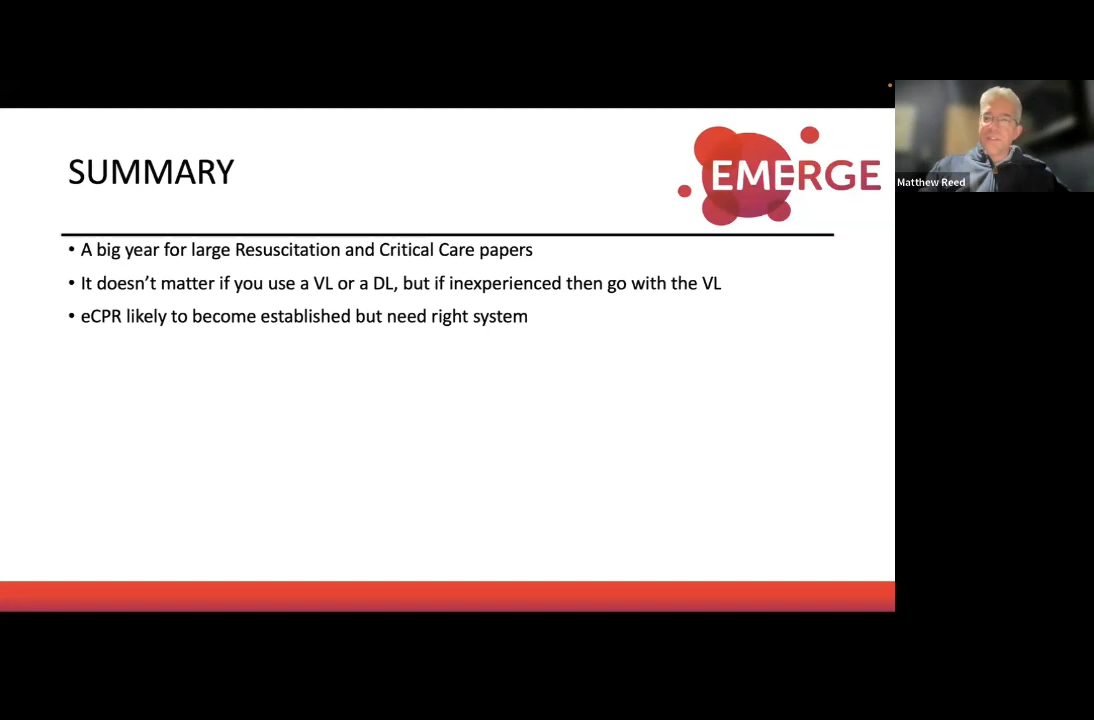 SUMMARY
EMERGE
• A big year for large Resuscitation and Critical Care papers
• It doesn’t matter if you use a VL or a DL, but if inexperienced then go with the VL
• eCPR likely to become established but need right system
Matthew Reed